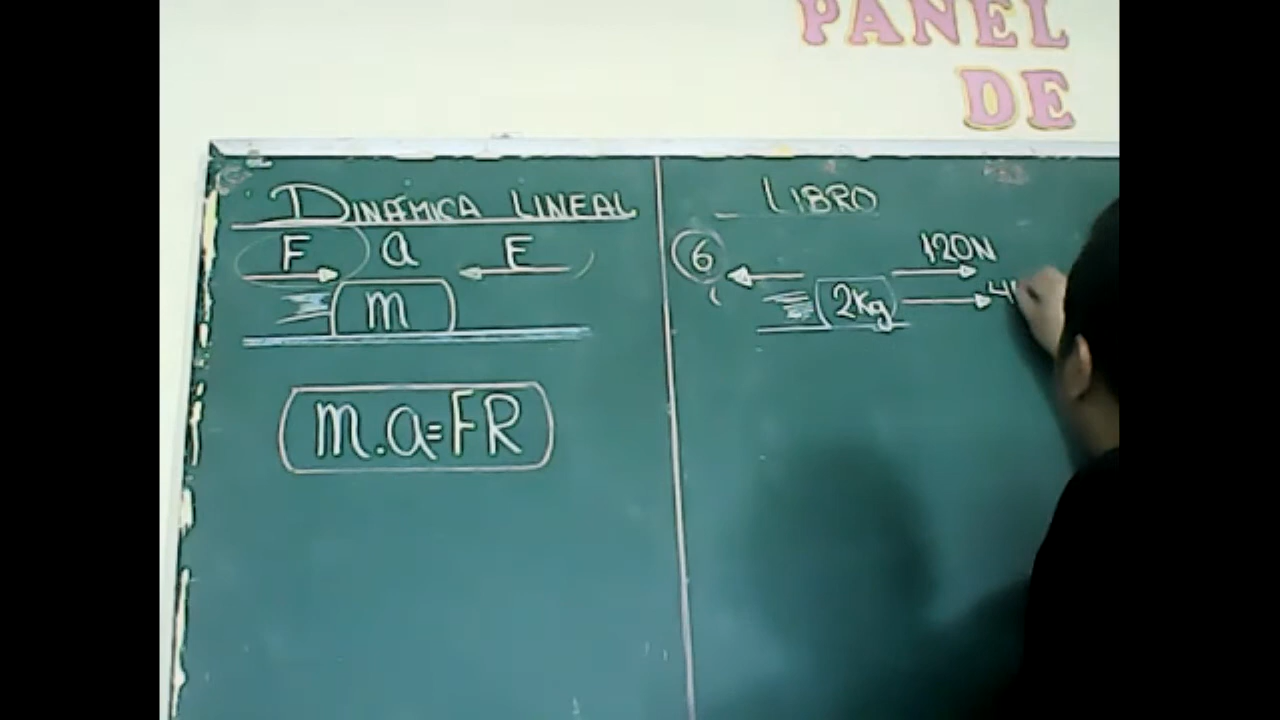 PANEL
DE
DINÁMICA LINEAL
F a F
m
m.a=FR
LIBRO
6
120N
2Kg